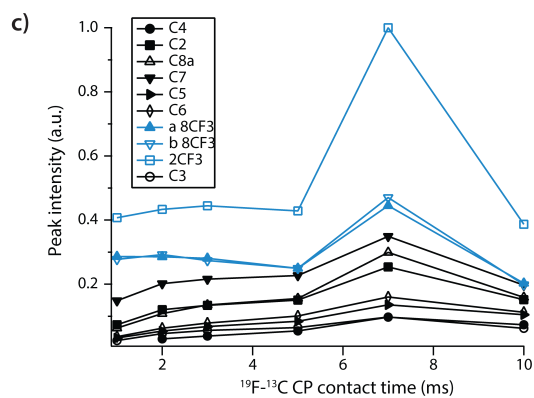 c)
C4
C2
C8a
C7
C5
C6
a 8CF3
b 8CF3
2CF3
C3
Peak intensity (a.u.)
1.0
0.8
0.6
0.4
0.2
2
4
6
8
10
¹⁹F-¹³C CP contact time (ms)